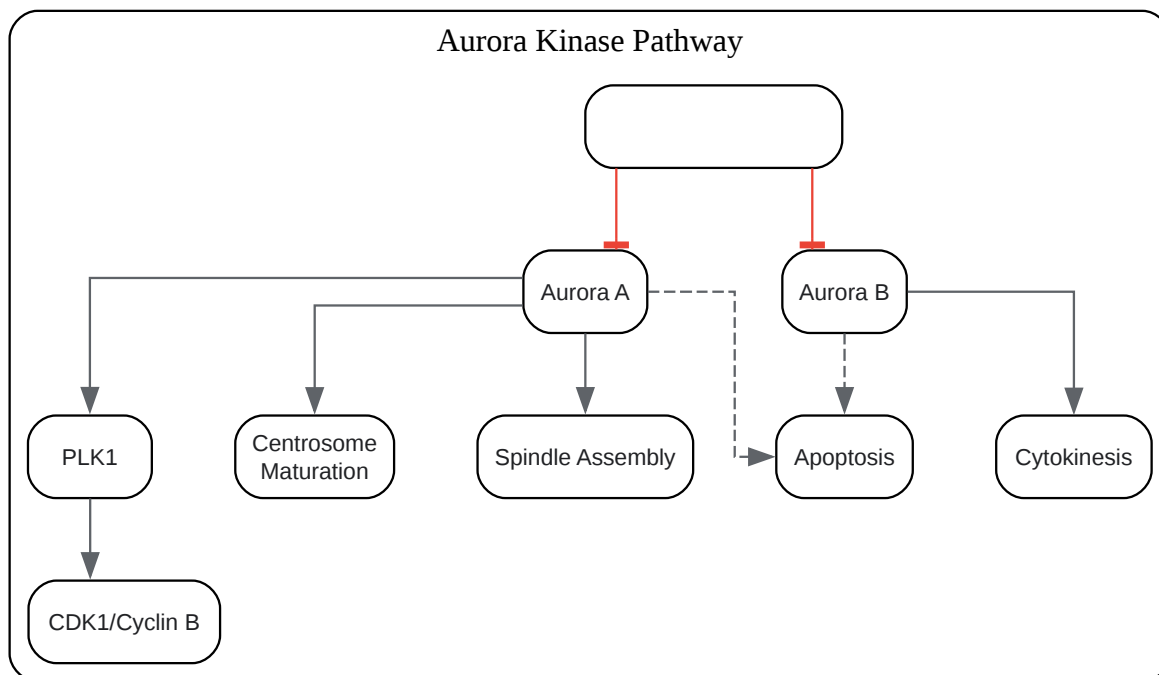 Aurora Kinase Pathway
Aurora A
Aurora B
PLK1
Centrosome
Maturation
Spindle Assembly
Apoptosis
Cytokinesis
CDK1/Cyclin B